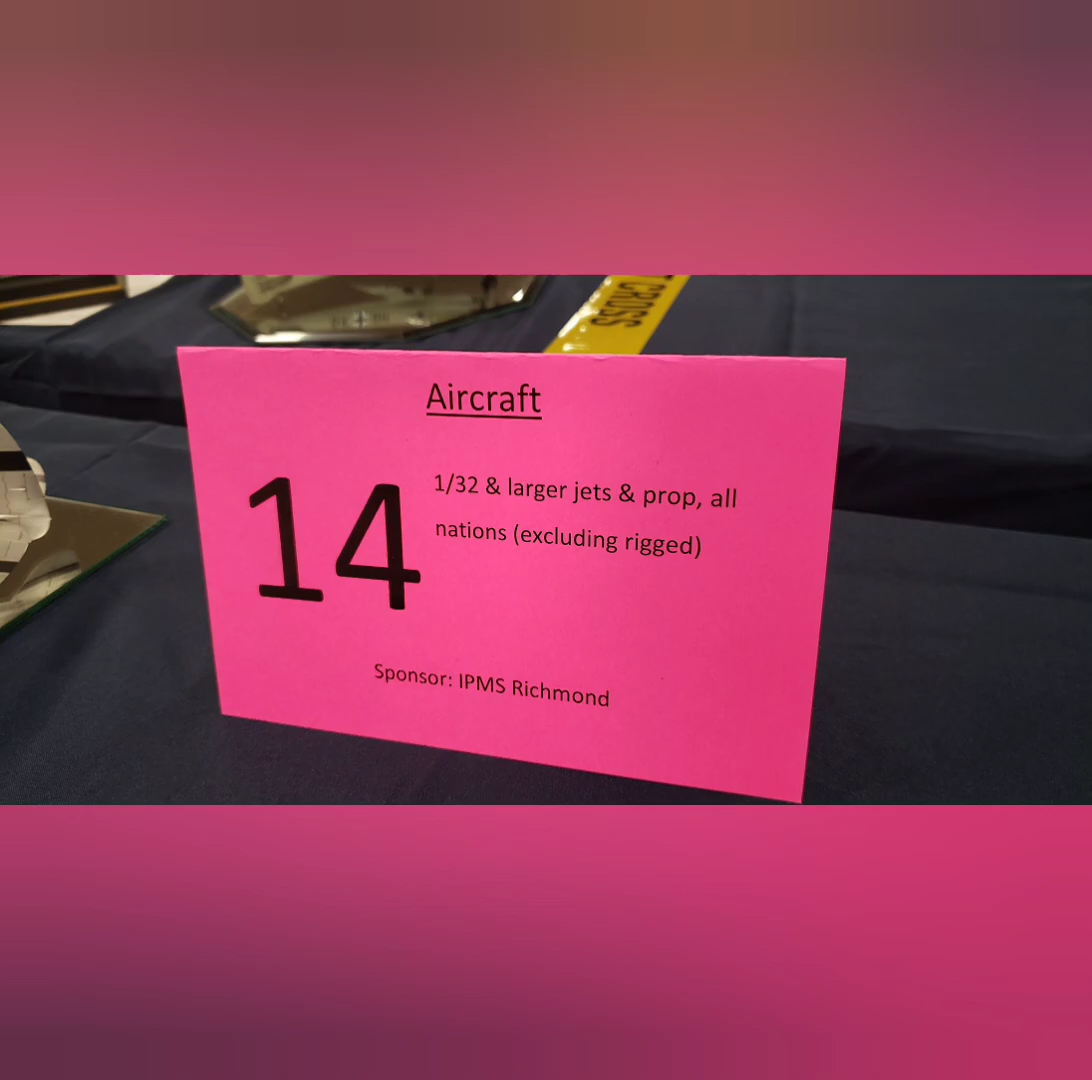 CROSS
Aircraft
14
1/32 & larger jets & prop, all
nations (excluding rigged)
Sponsor: IPMS Richmond